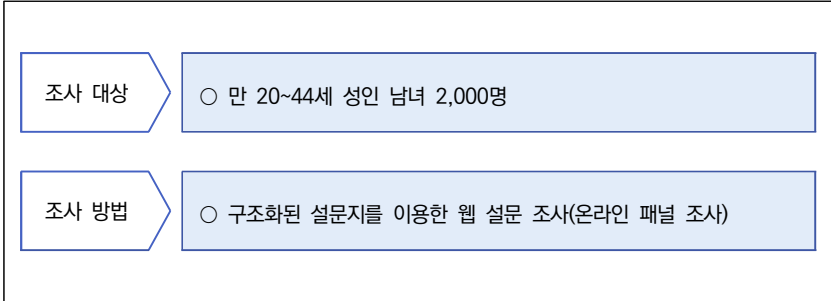 조사 대상
○ 만 20~44세 성인 남녀 2,000명
조사 방법
○ 구조화된 설문지를 이용한 웹 설문 조사(온라인 패널 조사)